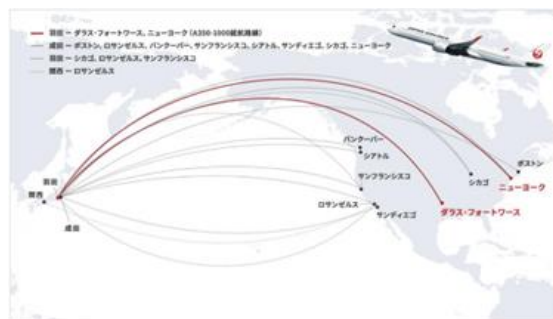 羽田 ー ダラス・フォートワース, ニューヨーク (A350-1000就航路線)
成田 ー ボストン, ロサンゼルス, バンクーバー, サンフランシスコ, シアトル, サンディエゴ, シカゴ, ニューヨーク
羽田 ー シカゴ, ロサンゼルス, サンフランシスコ
関西 ー ロサンゼルス
バンクーバー
シアトル
ボストン
羽田
シカゴ
ニューヨーク
関西
サンフランシスコ
ロサンゼルス
サンディエゴ
ダラス・フォートワース
成田